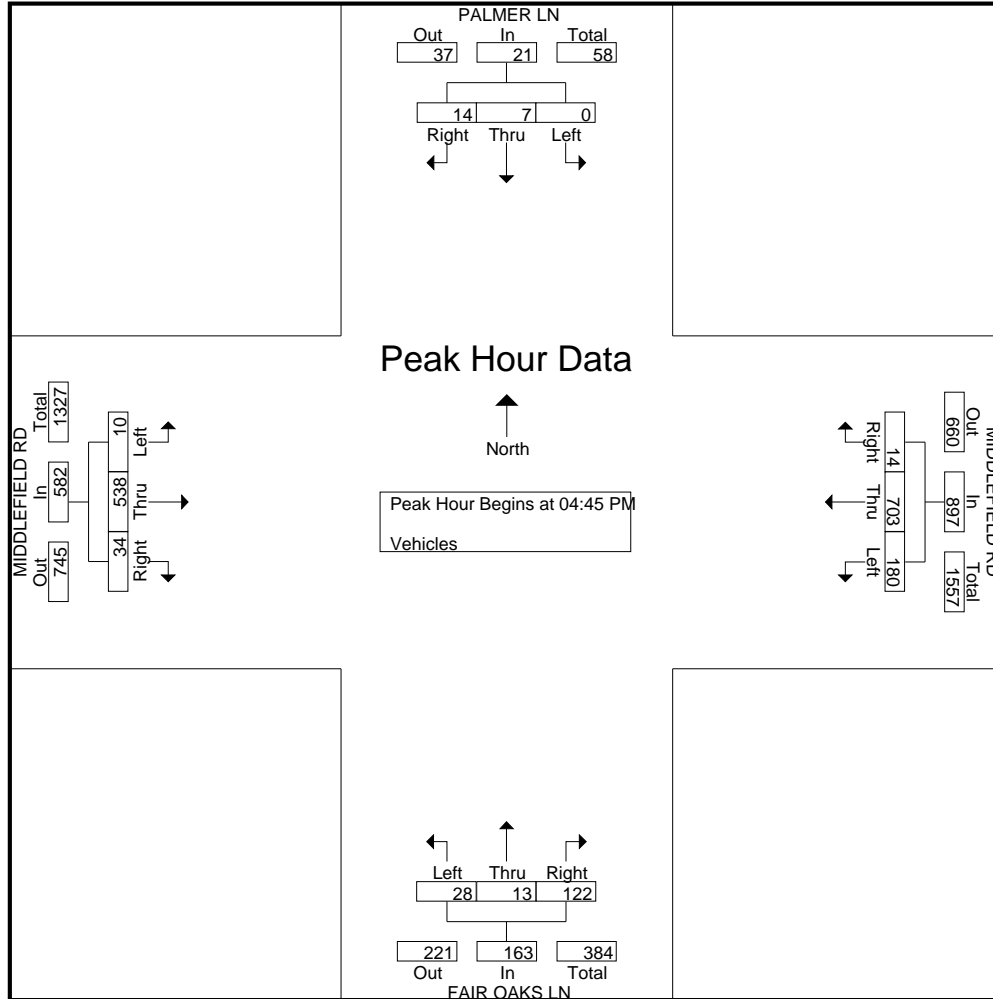 PALMER LN
Out In Total
37 21 58
14 7 0
Right Thru Left
Peak Hour Data
North
Peak Hour Begins at 04:45 PM
Vehicles
MIDDLEFIELD RD
Out In Total
745 582 1327
Right Thru Left
34 538 10
MIDDLEFIELD RD
Out In Total
660 897 1557
14 703 180
Right Thru Left
Left Thru Right
28 13 122
221 163 384
Out In Total
FAIR OAKS LN